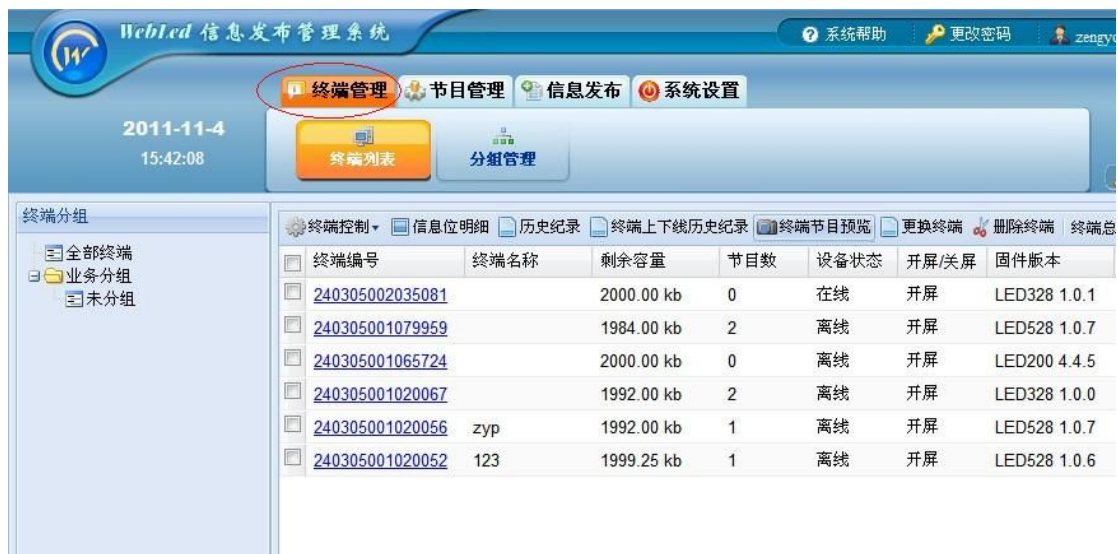 WebLed 信息发布管理系统
系统帮助 更改密码
终端管理 节目管理 信息发布 系统设置
2011-11-4
15:42:08
终端列表 分组管理
终端分组
全部终端
业务分组
未分组
终端控制 信息位明细 历史纪录 终端上下线历史纪录 终端节目预览 更换终端 删除终端 终端总
终端编号 终端名称 剩余容量 节目数 设备状态 开屏/关屏 固件版本
240305002035081 2000.00 kb 0 在线 开屏 LED328 1.0.1
240305001079959 1984.00 kb 2 离线 开屏 LED528 1.0.7
240305001065724 2000.00 kb 0 离线 开屏 LED200 4.4.5
240305001020067 1992.00 kb 2 离线 开屏 LED328 1.0.0
240305001020056 zyp 1992.00 kb 1 离线 开屏 LED528 1.0.7
240305001020052 123 1999.25 kb 1 离线 开屏 LED528 1.0.6